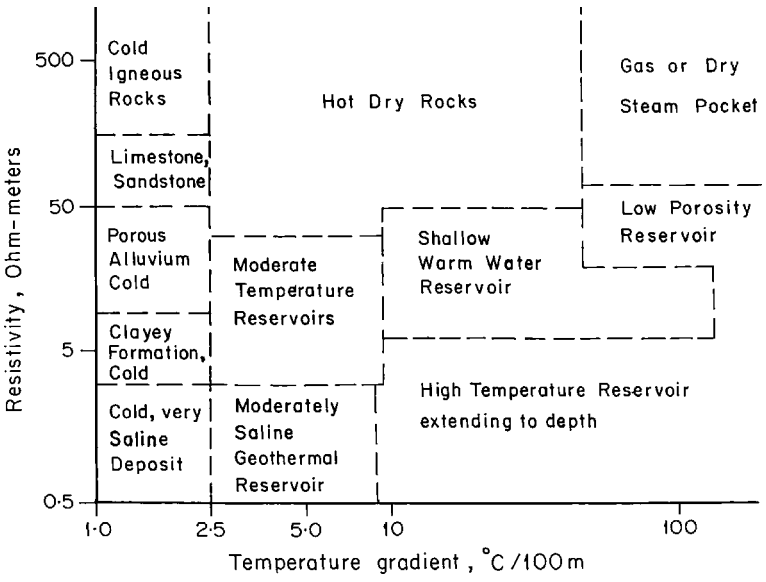 Resistivity, Ohm-meters
500
50
5
0·5
Cold
Igneous
Rocks
Limestone,
Sandstone
Porous
Alluvium
Cold
Clayey
Formation,
Cold
Cold, very
Saline
Deposit
Hot Dry Rocks
Moderate
Temperature
Reservoirs
Moderately
Saline
Geothermal
Reservoir
Shallow
Warm Water
Reservoir
High Temperature Reservoir
extending to depth
Gas or Dry
Steam Pocket
Low Porosity
Reservoir
1·0
2·5
5·0
10
100
Temperature gradient, °C/100m